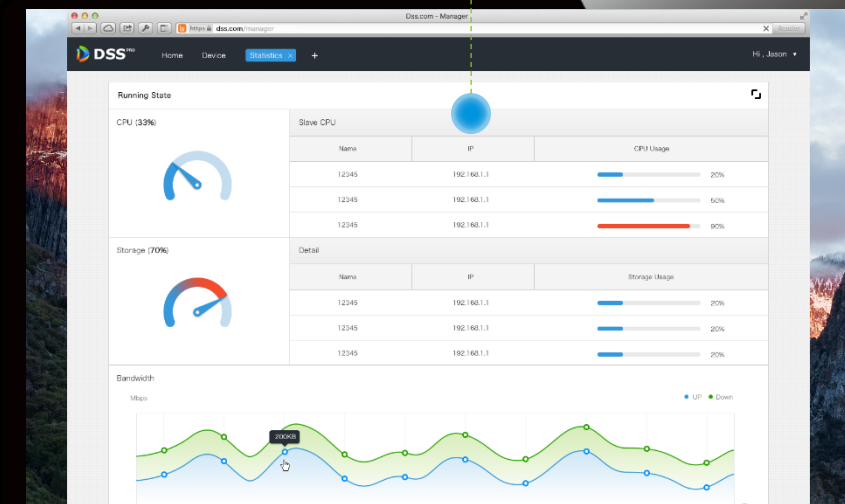 Dss.com - Manager
https dss.com/manager
Reader
DSS PRO
Home
Device
Statistics ×
+
Hi , Jason
Running State
CPU (33%)
Slave CPU
Name IP CIPU Usage
12345 192.168.1.1 20%
12345 192.168.1.1 50%
12345 192.168.1.1 90%
Storage (70%)
Detail
Name IP Storage Usage
12345 192.168.1.1 20%
12345 192.168.1.1 20%
12345 192.168.1.1 20%
Bandwidth
Mbps
UP Down
200KB